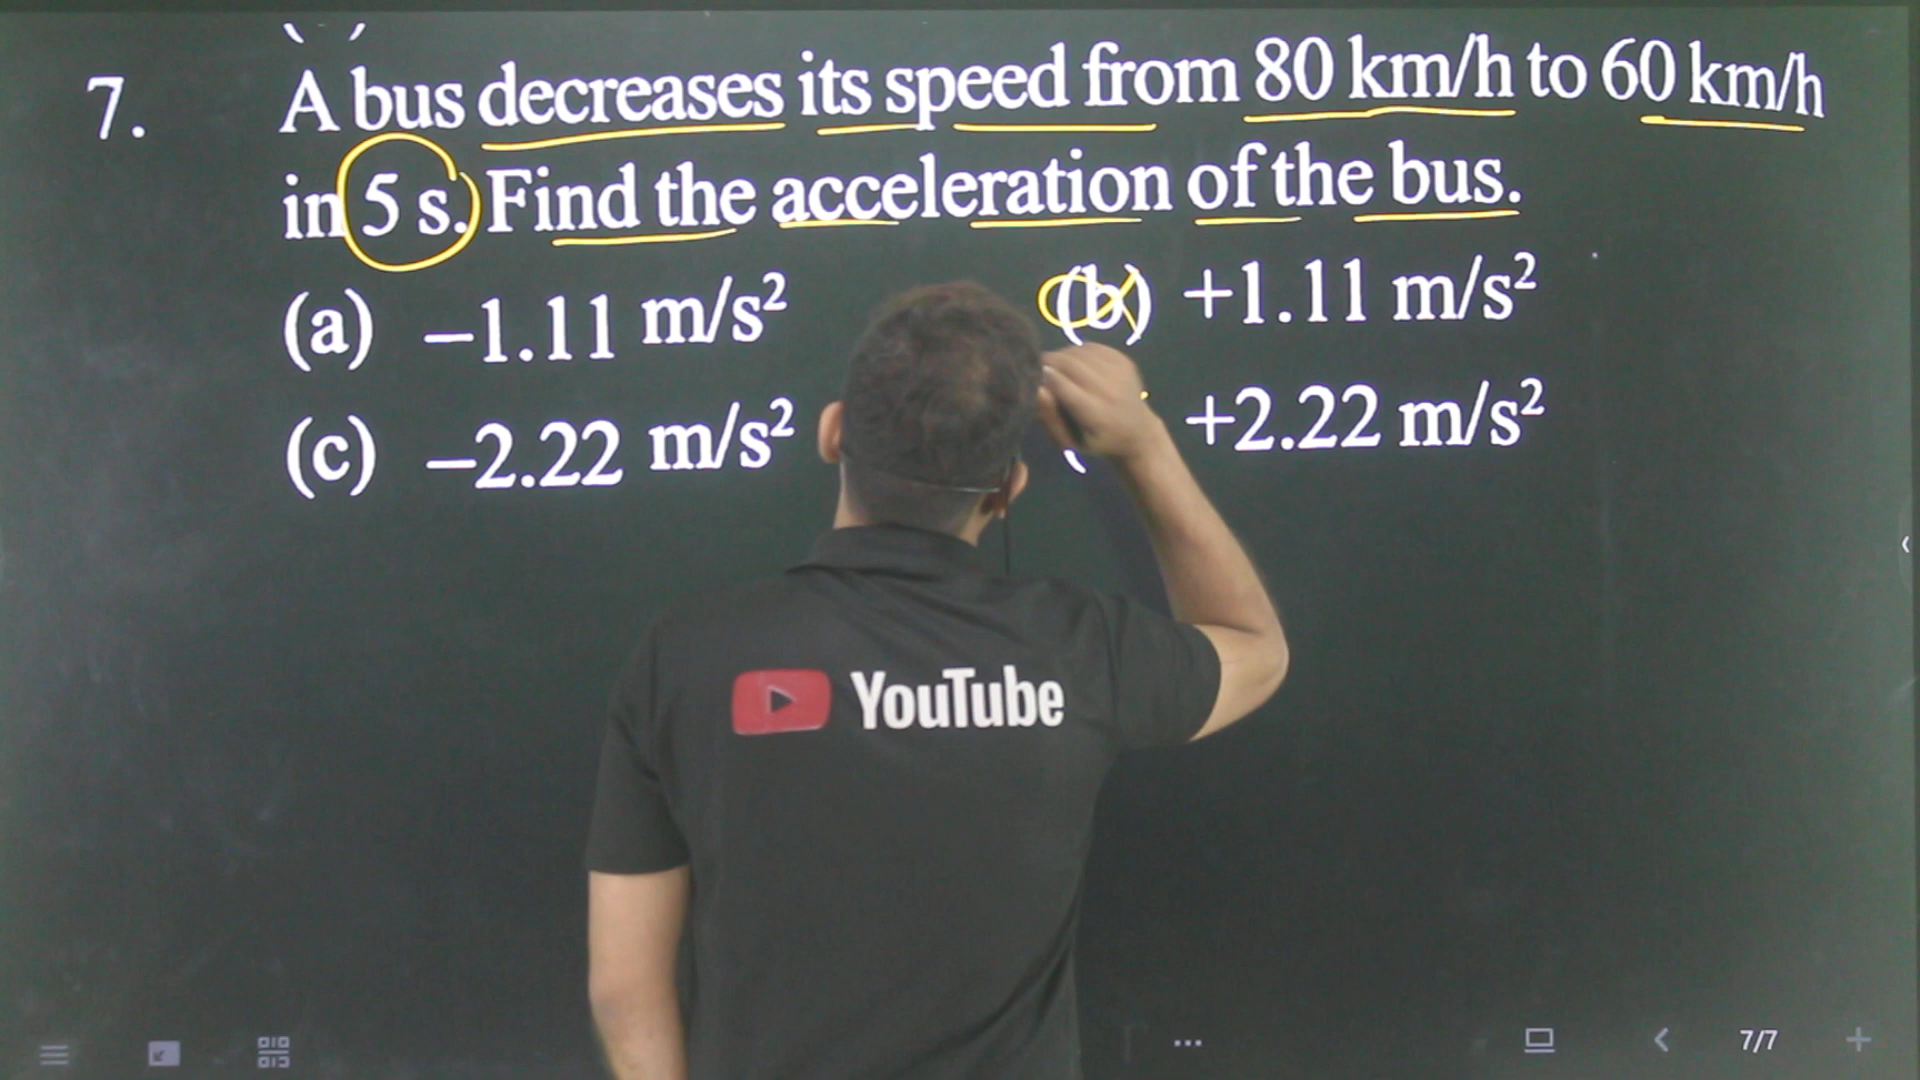 7. A bus decreases its speed from 80 km/h to 60 km/h
in 5 s. Find the acceleration of the bus.
(a) –1.11 m/s² (b) +1.11 m/s²
(c) –2.22 m/s² +2.22 m/s²
YouTube
7/7